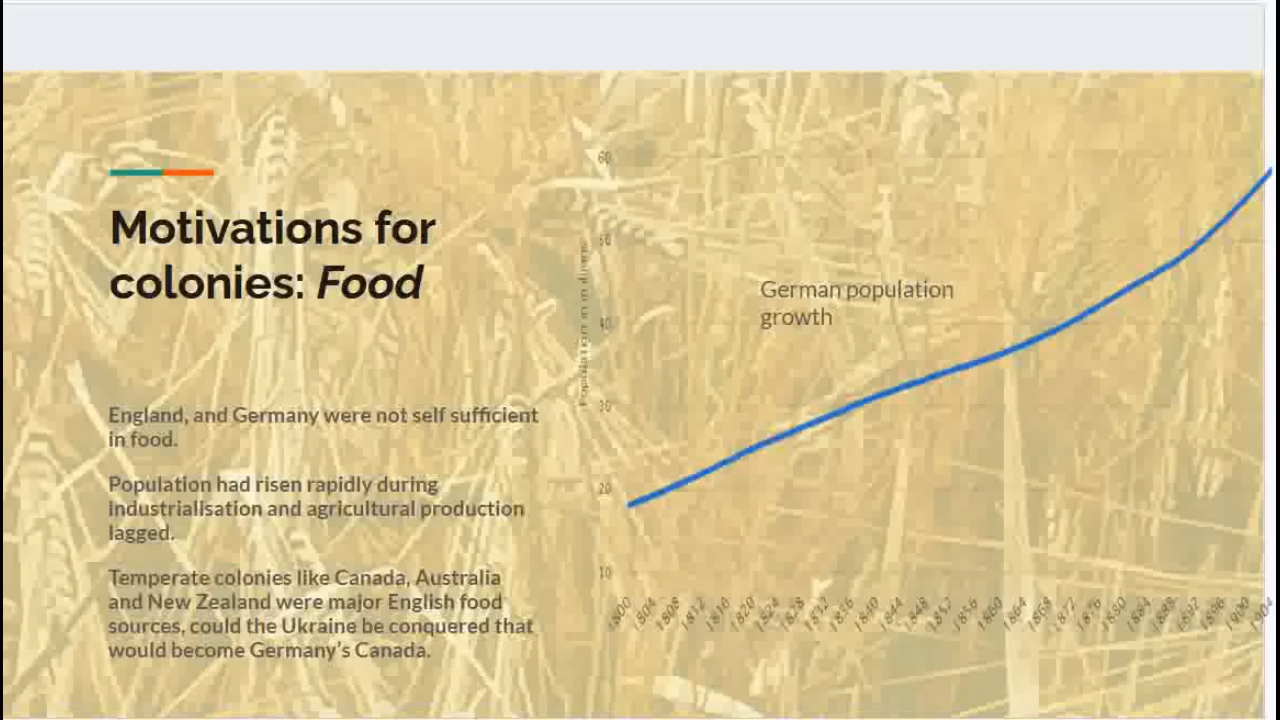 Motivations for
colonies: Food
England, and Germany were not self sufficient
in food.
Population had risen rapidly during
industrialisation and agricultural production
lagged.
Temperate colonies like Canada, Australia
and New Zealand were major English food
sources, could the Ukraine be conquered that
would become Germany's Canada.
German population
growth
Population in millions
60
50
40
30
20
10
1800 1804 1808 1812 1816 1820 1824 1828 1832 1836 1840 1844 1848 1852 1856 1860 1864 1868 1872 1876 1880 1884 1888 1892 1896 1900 1904